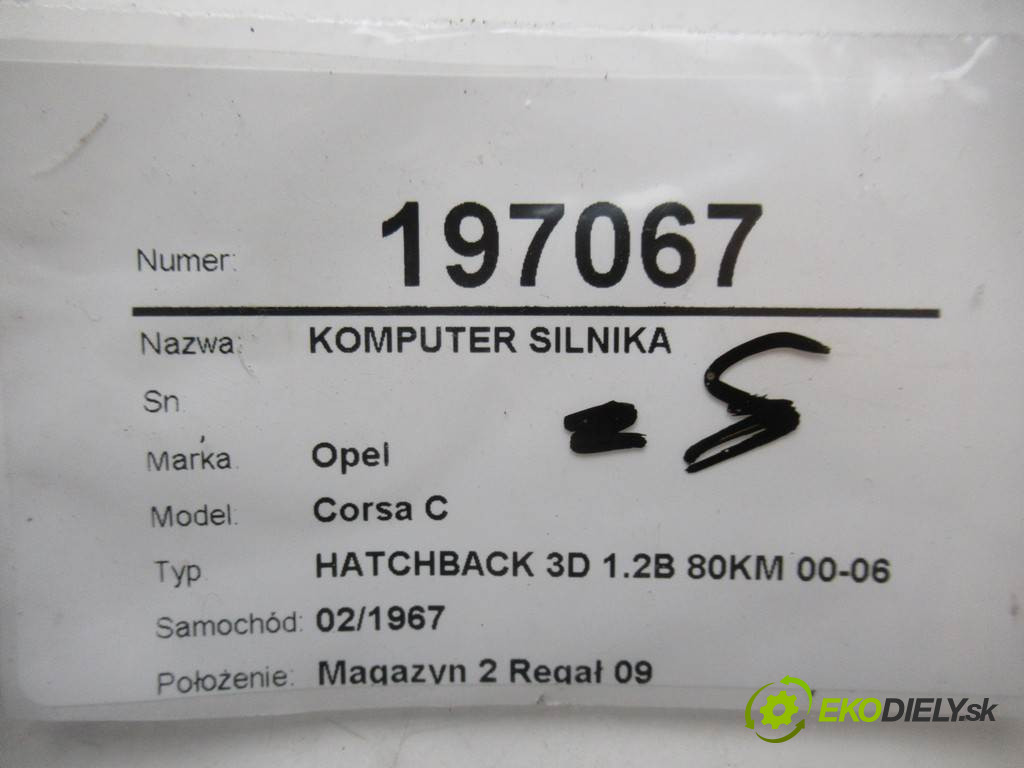 Numer: 197067
Nazwa: KOMPUTER SILNIKA
Sn
Marka Opel
Model: Corsa C
Typ HATCHBACK 3D 1.2B 80KM 00-06
Samochód: 02/1967
Położenie: Magazyn 2 Regał 09
EKODIELY.sk